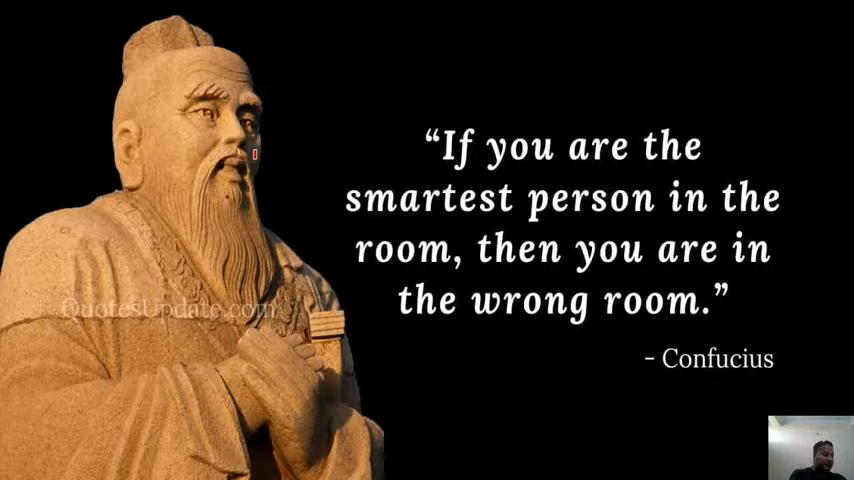 “If you are the
smartest person in the
room, then you are in
the wrong room.”
- Confucius
QuotesUpdate.com